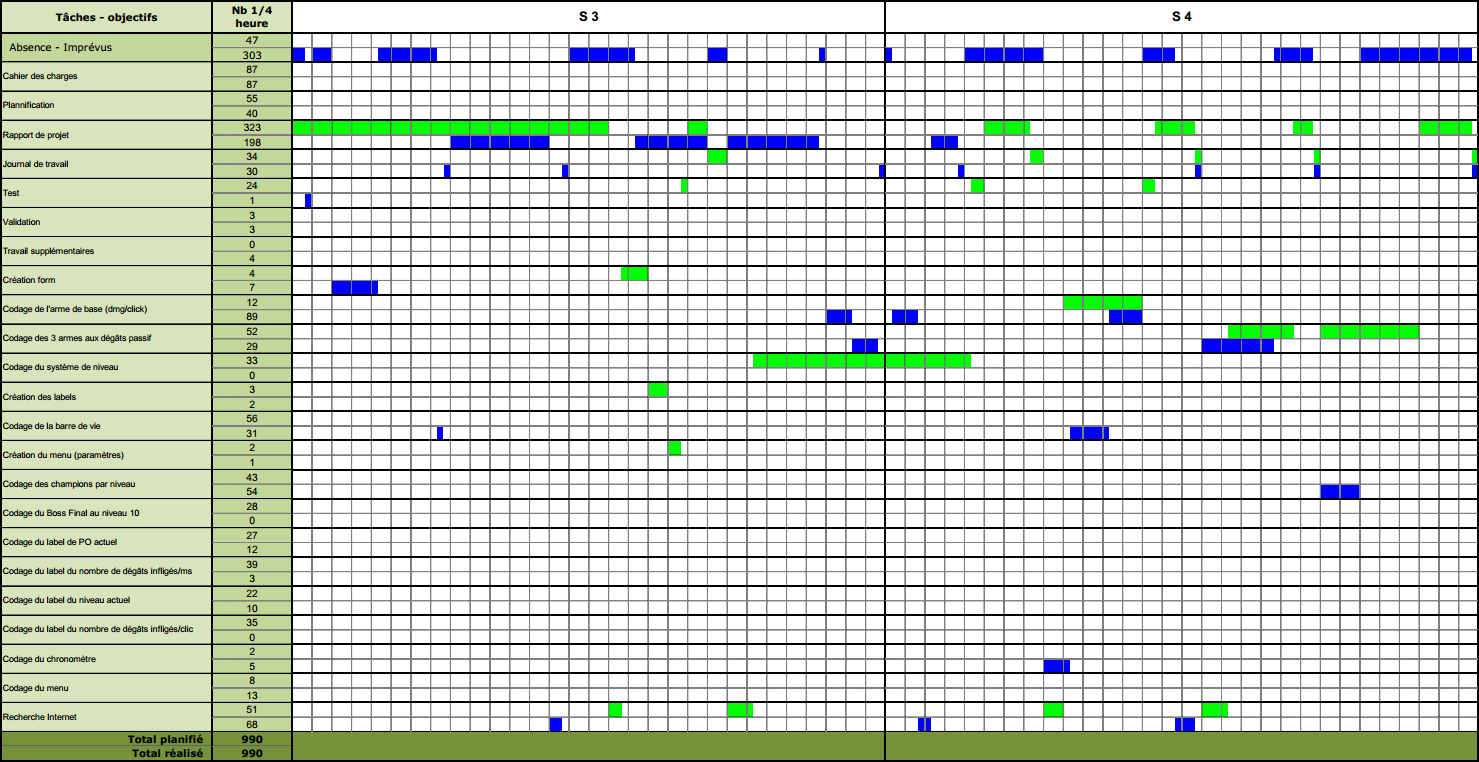 Tâches - objectifs
Nb 1/4
heure
S 3
S 4
Absence - Imprévus
47
303
Cahier des charges
87
87
Plannification
55
40
Rapport de projet
323
198
Journal de travail
34
30
Test
24
1
Validation
3
3
Travail supplémentaires
0
4
Création form
4
7
Codage de l'arme de base (dmg/click)
12
89
Codage des 3 armes aux dégâts passif
52
29
Codage du système de niveau
33
0
Création des labels
3
2
Codage de la barre de vie
56
31
Création du menu (paramètres)
2
1
Codage des champions par niveau
43
54
Codage du Boss Final au niveau 10
28
0
Codage du label de PO actuel
27
12
Codage du label du nombre de dégâts infligés/ms
39
3
Codage du label du niveau actuel
22
10
Codage du label du nombre de dégâts infligés/clic
35
0
Codage du chronomètre
2
5
Codage du menu
8
13
Recherche Internet
51
68
Total planifié 990
Total réalisé 990